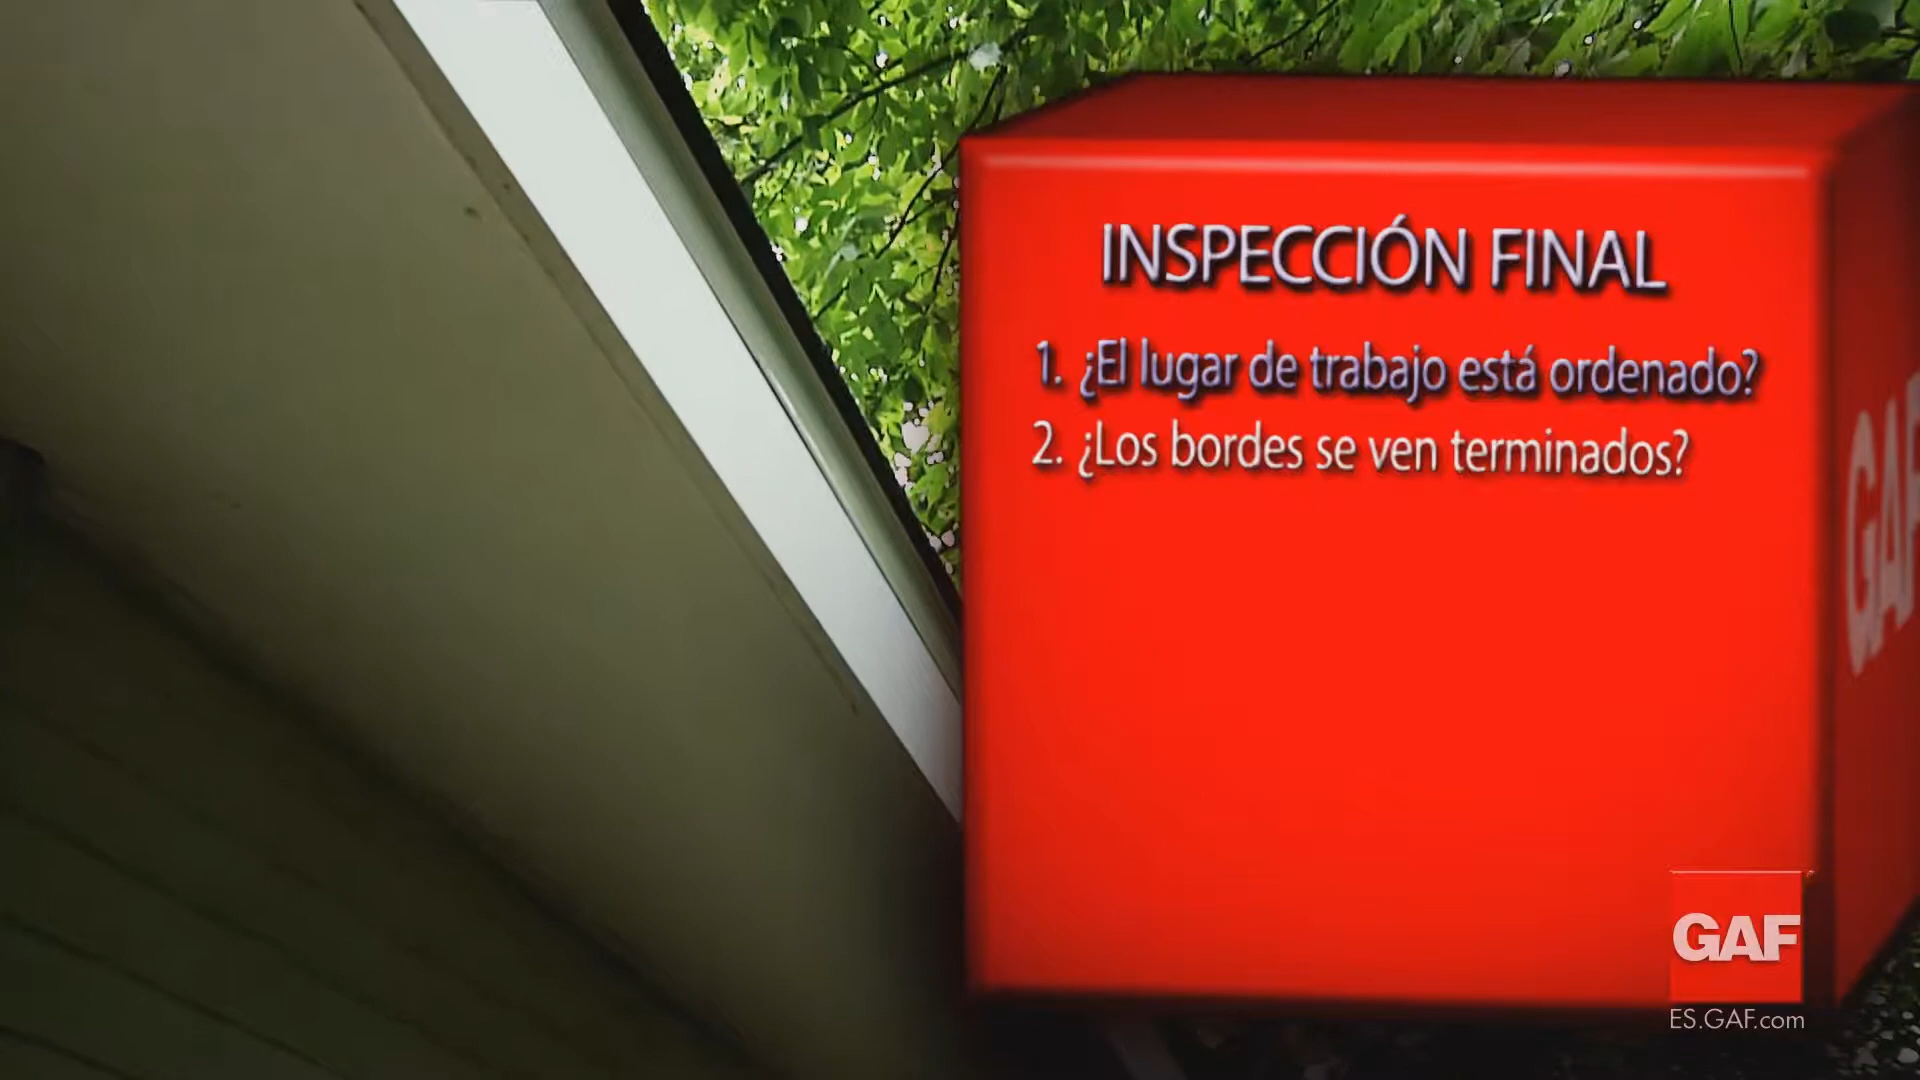 INSPECCIÓN FINAL
1. ¿El lugar de trabajo está ordenado?
2. ¿Los bordes se ven terminados?
GAF
GAF
ES.GAF.com